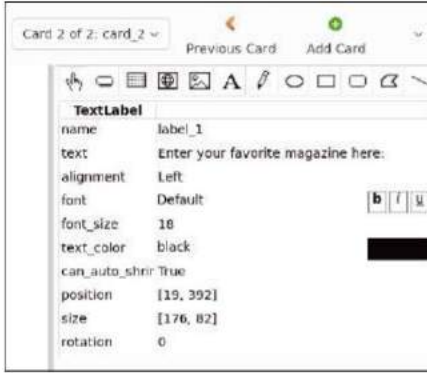 Card 2 of 2: card_2
Previous Card
Add Card
A
TextLabel
name label_1
text Enter your favorite magazine here:
alignment Left
font Default b i u
font_size 18
text_color black
can_auto_shrir True
position [19, 392]
size [176, 82]
rotation 0